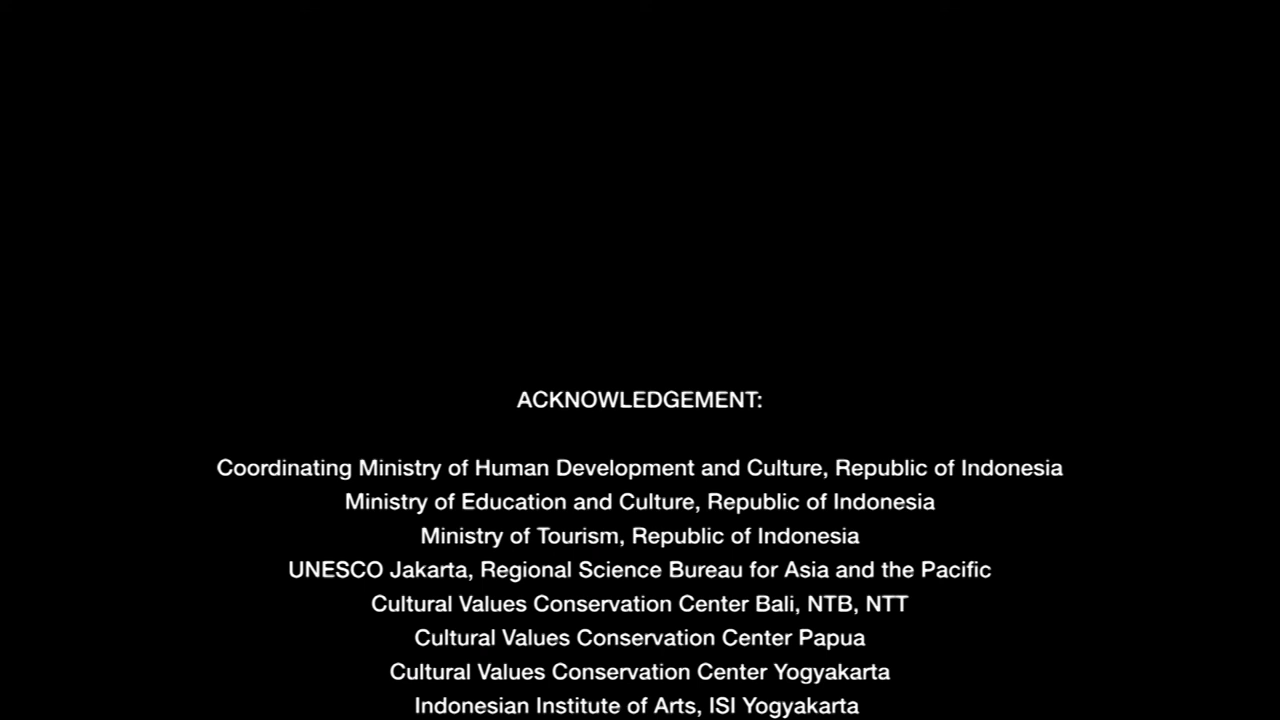 ACKNOWLEDGEMENT:
Coordinating Ministry of Human Development and Culture, Republic of Indonesia
Ministry of Education and Culture, Republic of Indonesia
Ministry of Tourism, Republic of Indonesia
UNESCO Jakarta, Regional Science Bureau for Asia and the Pacific
Cultural Values Conservation Center Bali, NTB, NTT
Cultural Values Conservation Center Papua
Cultural Values Conservation Center Yogyakarta
Indonesian Institute of Arts, ISI Yogyakarta